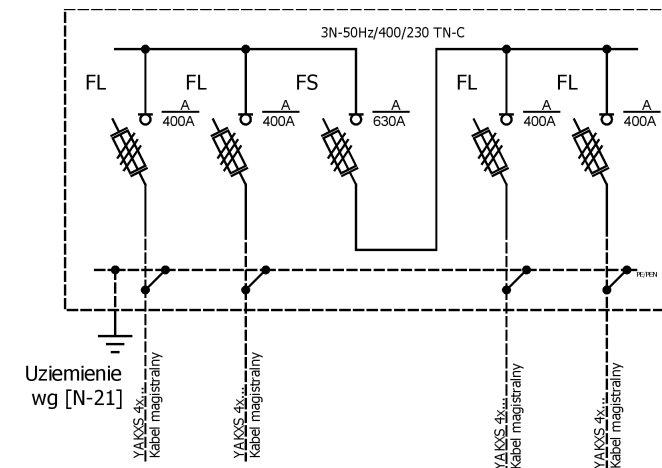 3N-50Hz/400/230 TN-C
FL
FL
FS
FL
FL
A
400A
A
400A
A
630A
A
400A
A
400A
PE/PEN
Uziemienie
wg [N-21]
YAKXS 4x...
Kabel magistralny
YAKXS 4x...
Kabel magistralny
YAKXS 4x...
Kabel magistralny
YAKXS 4x...
Kabel magistralny